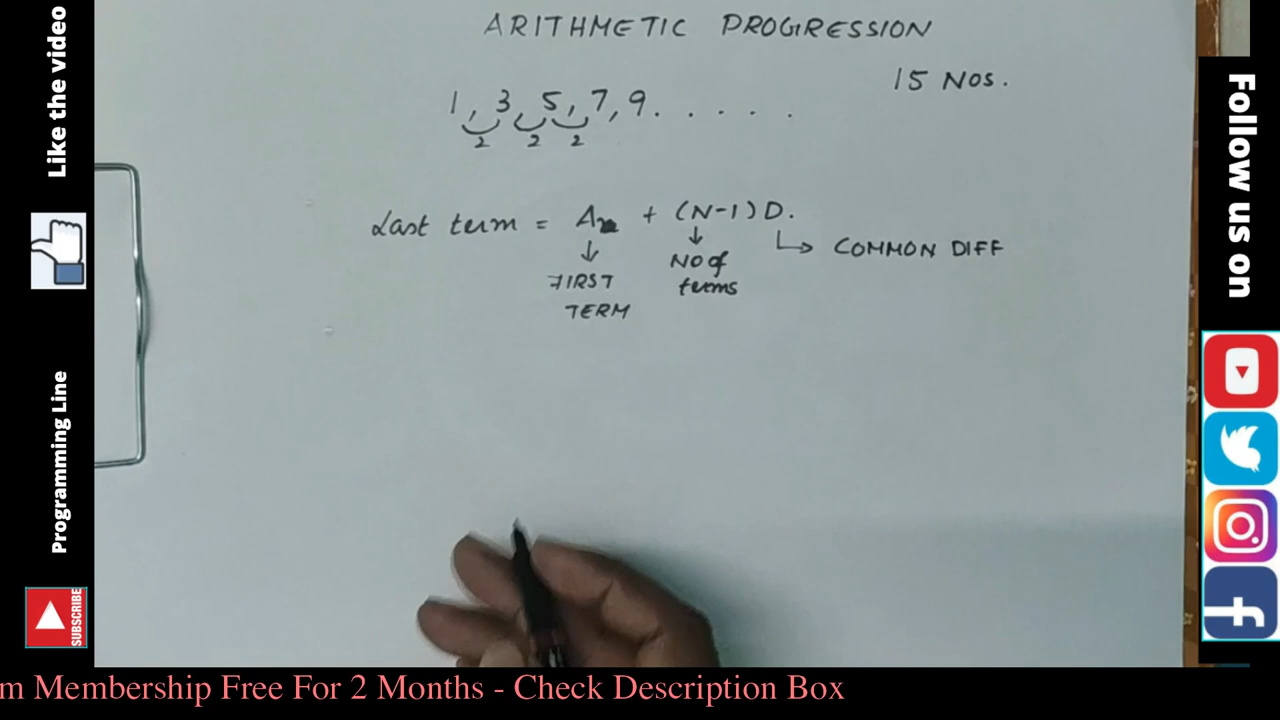 ARITHMETIC PROGRESSION
15 Nos.
1, 3, 5, 7, 9. . . . .
2 2 2
Last term = A + (N-1) D.
FIRST TERM
NO of terms
COMMON DIFF
Like the video
Programming Line
SUBSCRIBE
Follow us on
m Membership Free For 2 Months - Check Description Box